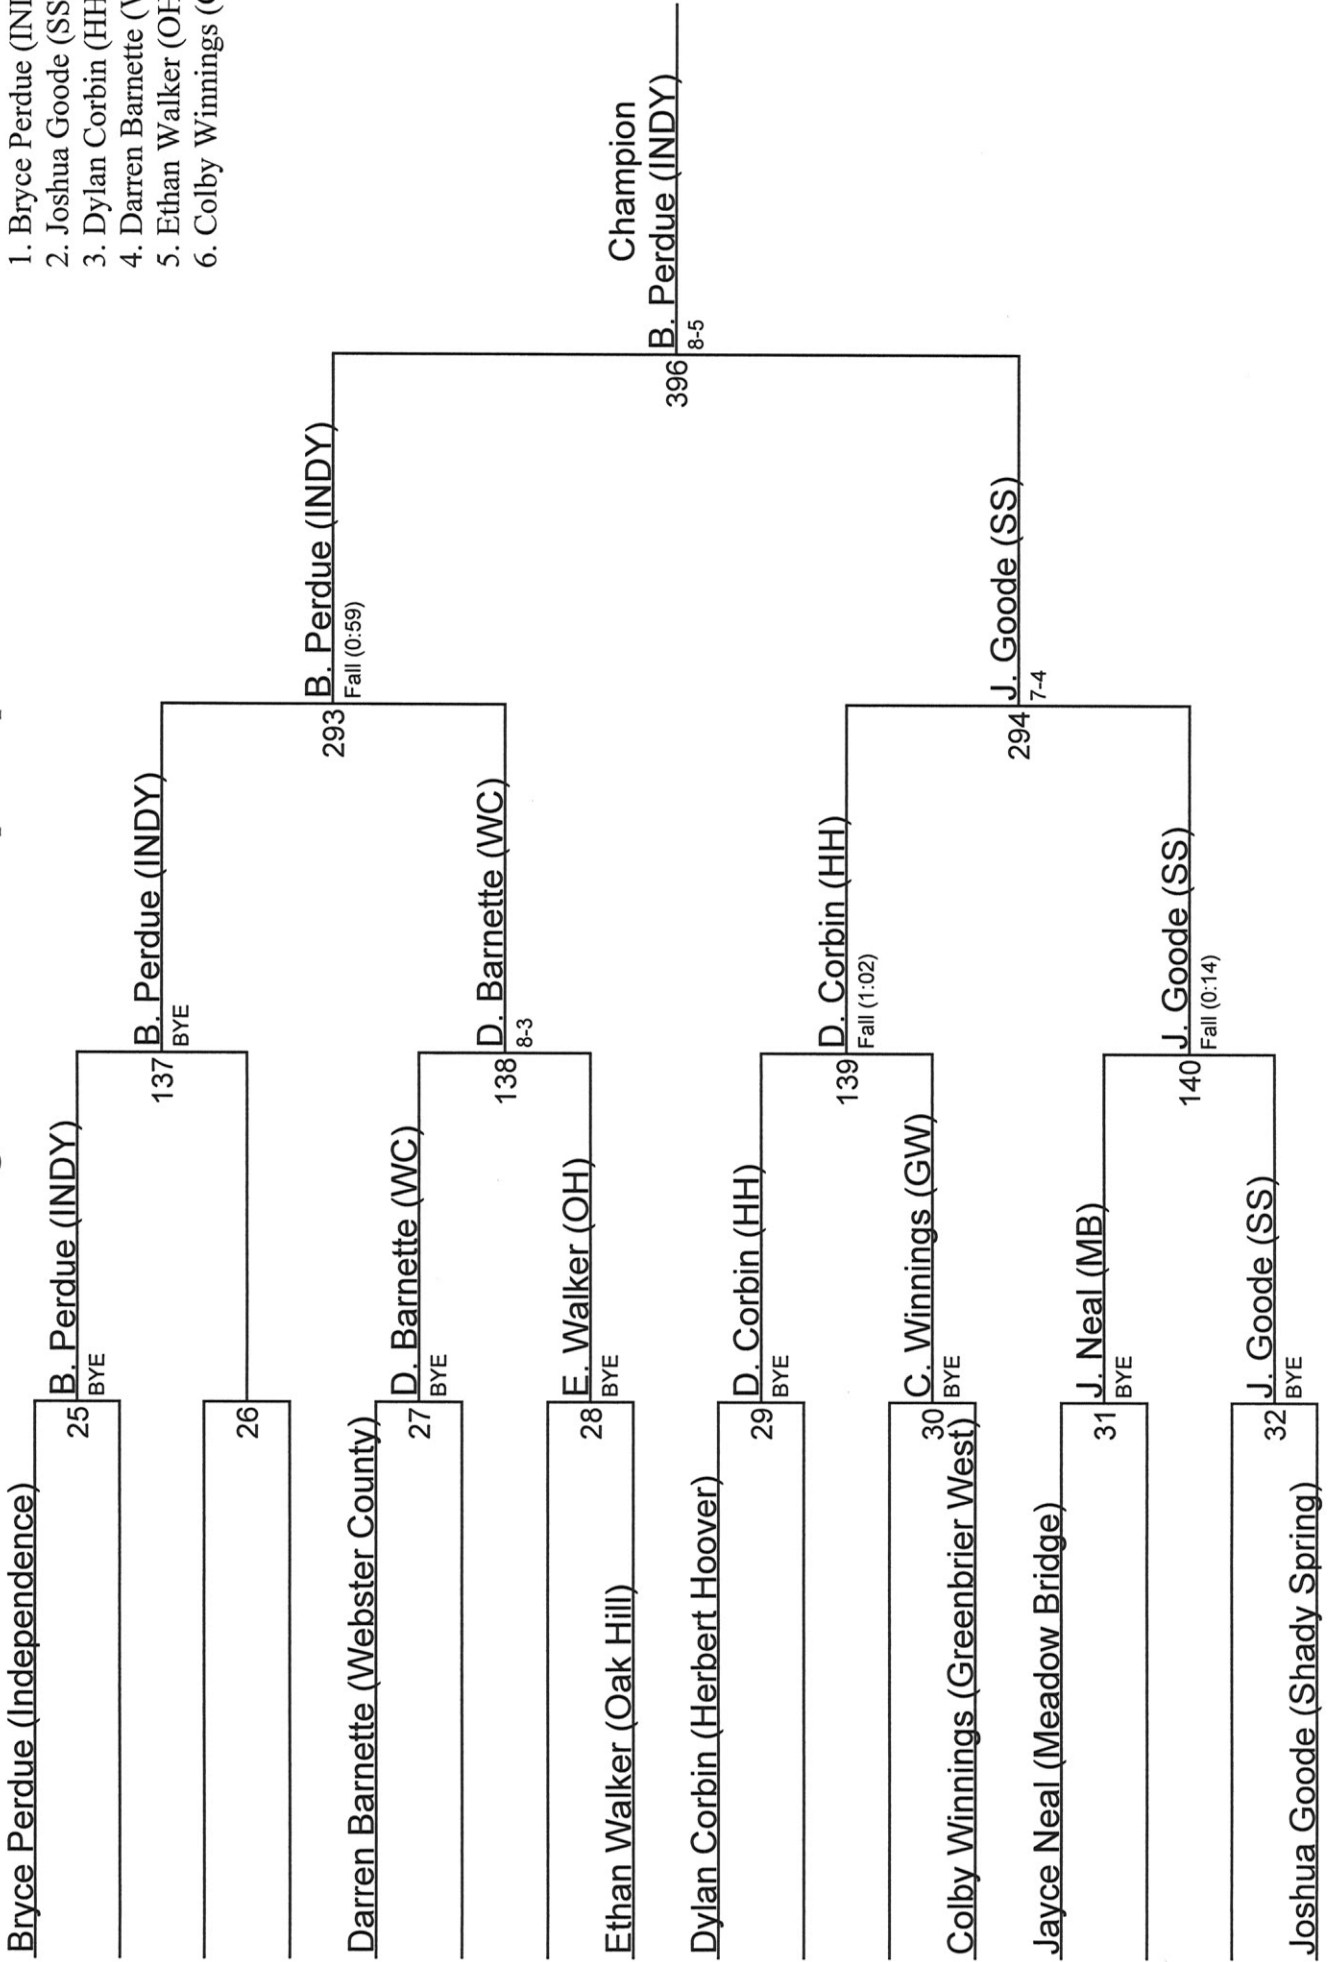 1. Bryce Perdue (IND
2. Joshua Goode (SS
3. Dylan Corbin (HH
4. Darren Barnette (
5. Ethan Walker (OH
6. Colby Winnings (
Bryce Perdue (Independence)
25
B. Perdue (INDY)
BYE
26
137
B. Perdue (INDY)
BYE
Darren Barnette (Webster County)
27
D. Barnette (WC)
BYE
Ethan Walker (Oak Hill)
28
E. Walker (OH)
BYE
138
D. Barnette (WC)
8-3
293
B. Perdue (INDY)
Fall (0:59)
Dylan Corbin (Herbert Hoover)
29
D. Corbin (HH)
BYE
Colby Winnings (Greenbrier West)
30
C. Winnings (GW)
BYE
139
D. Corbin (HH)
Fall (1:02)
Jayce Neal (Meadow Bridge)
31
J. Neal (MB)
BYE
Joshua Goode (Shady Spring)
32
J. Goode (SS)
BYE
140
J. Goode (SS)
Fall (0:14)
294
J. Goode (SS)
7-4
396
Champion
B. Perdue (INDY)
8-5